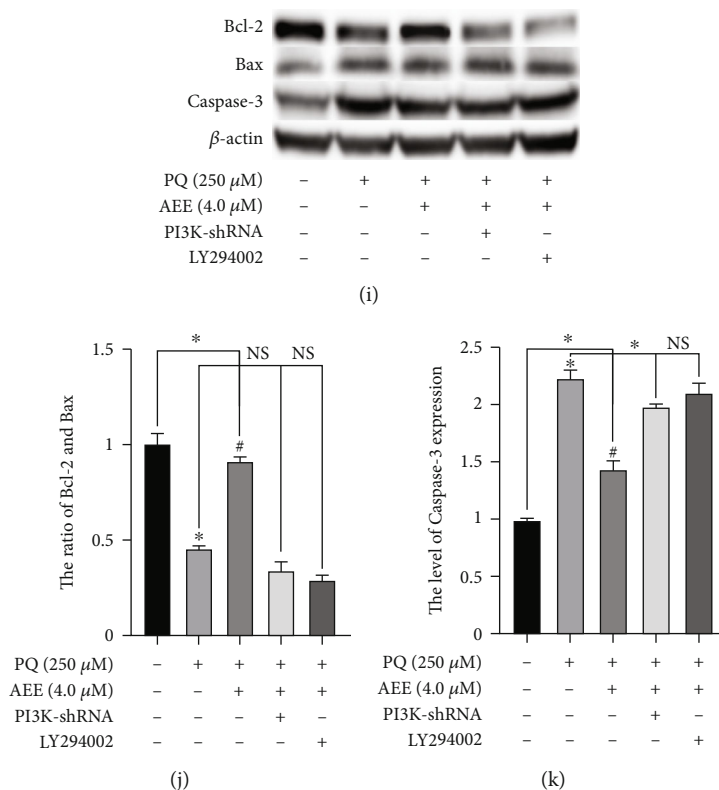 Bcl-2
Bax
Caspase-3
β-actin
PQ (250 μM) – + + + +
AEE (4.0 μM) – – + + +
PI3K-shRNA – – – + –
LY294002 – – – – +
(i)
The ratio of Bcl-2 and Bax
1.5
1
0.5
0
* NS NS
*
#
PQ (250 μM) – + + + +
AEE (4.0 μM) – – + + +
PI3K-shRNA – – – + –
LY294002 – – – – +
(j)
The level of Caspase-3 expression
2.5
2
1.5
1
0.5
0
* * NS
*
#
PQ (250 μM) – + + + +
AEE (4.0 μM) – – + + +
PI3K-shRNA – – – + –
LY294002 – – – – +
(k)